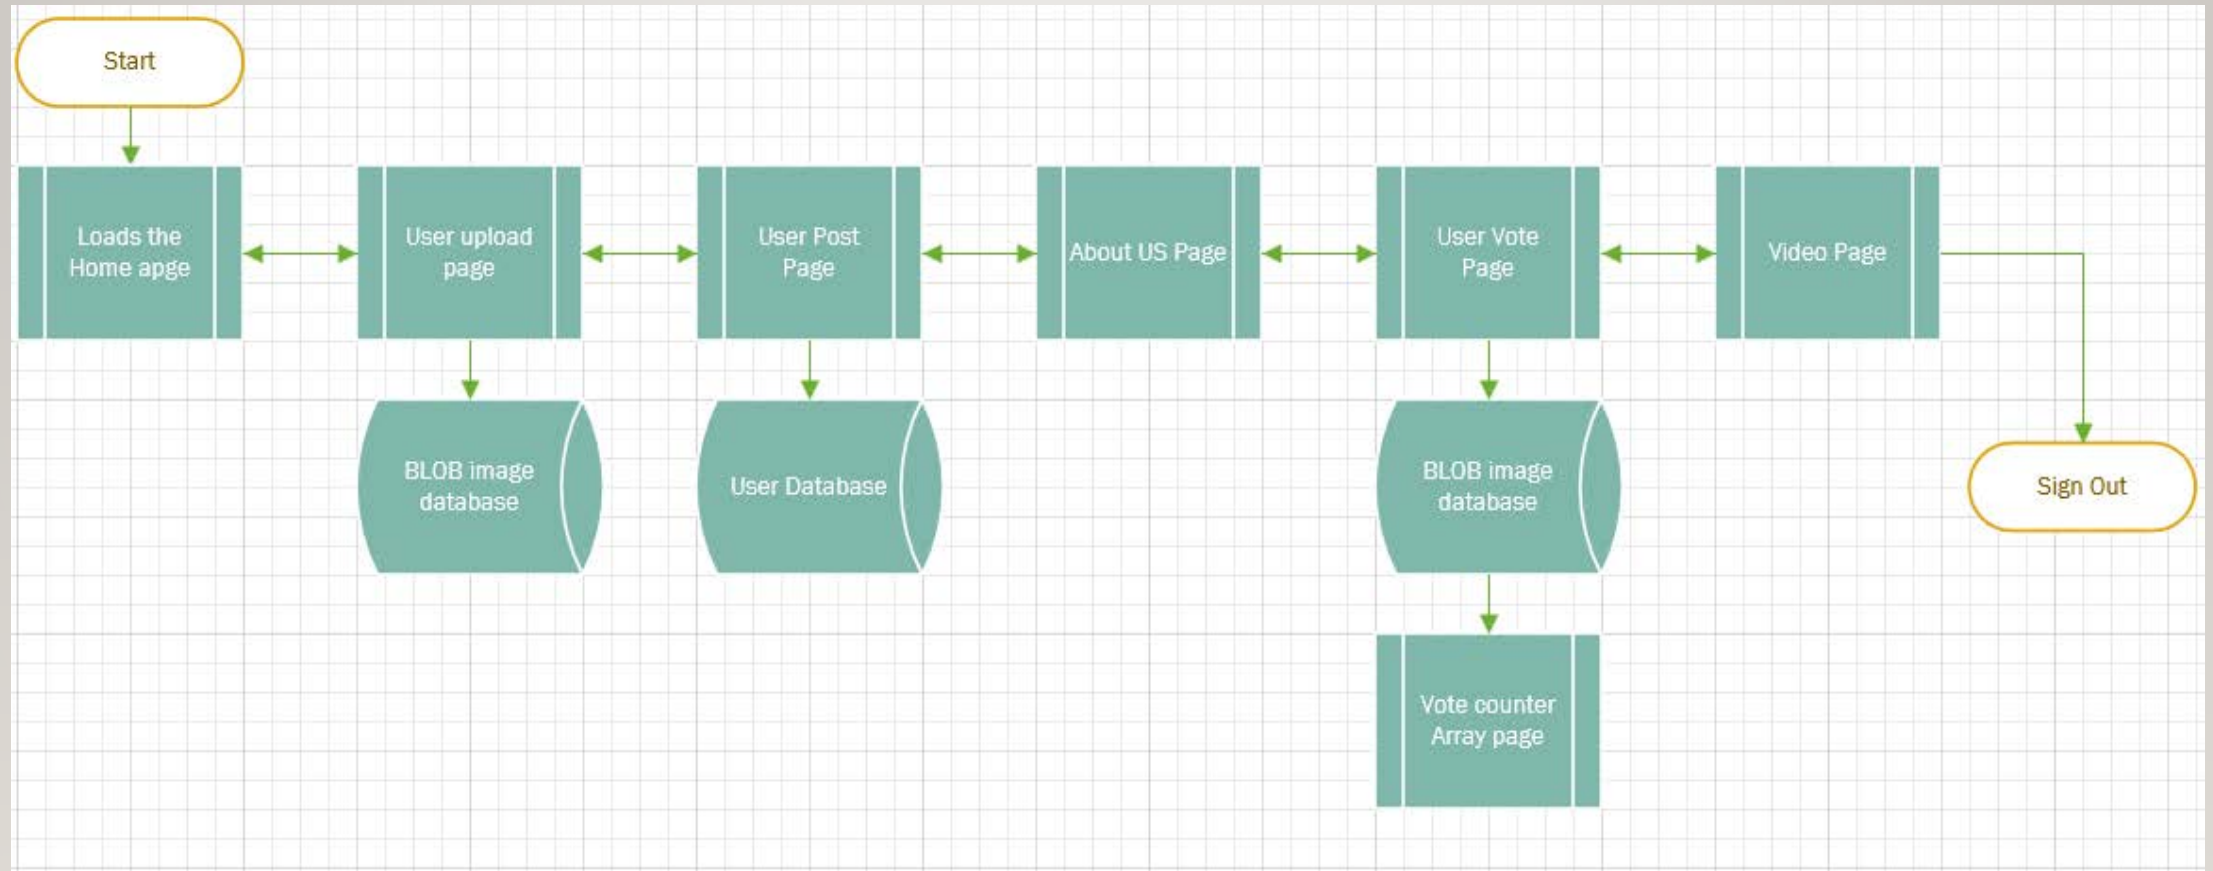 Start
Loads the
Home apge
User upload
page
User Post
Page
About US Page
User Vote
Page
Video Page
BLOB image
database
User Database
BLOB image
database
Sign Out
Vote counter
Array page